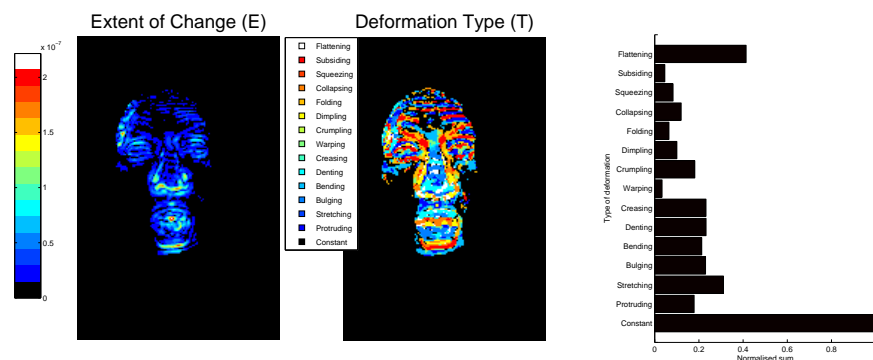 Extent of Change (E)
Deformation Type (T)
x 10⁻⁷
2
1.5
1
0.5
0
Flattening
Subsiding
Squeezing
Collapsing
Folding
Dimpling
Crumpling
Warping
Creasing
Denting
Bending
Bulging
Stretching
Protruding
Constant
Type of deformation
Flattening
Subsiding
Squeezing
Collapsing
Folding
Dimpling
Crumpling
Warping
Creasing
Denting
Bending
Bulging
Stretching
Protruding
Constant
0 0.2 0.4 0.6 0.8
Normalised sum